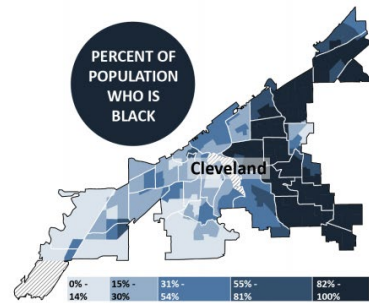 PERCENT OF
POPULATION
WHO IS
BLACK
Cleveland
0% - 15% - 31% - 55% - 82% -
14% 30% 54% 81% 100%